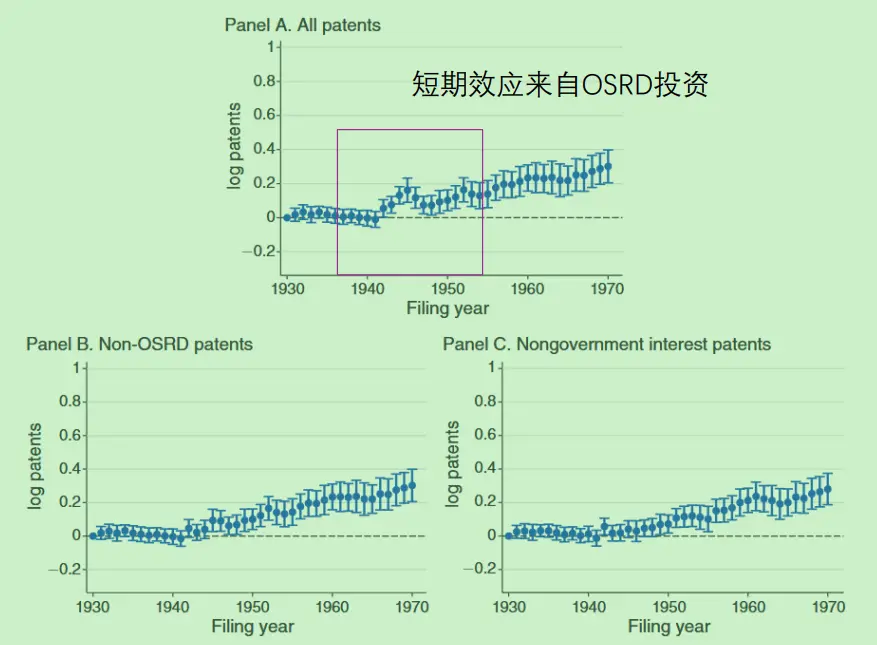 Panel A. All patents
短期效应来自OSRD投资
log patents
1
0.8
0.6
0.4
0.2
0
−0.2
1930 1940 1950 1960 1970
Filing year
Panel B. Non-OSRD patents
log patents
1
0.8
0.6
0.4
0.2
0
−0.2
1930 1940 1950 1960 1970
Filing year
Panel C. Nongovernment interest patents
log patents
1
0.8
0.6
0.4
0.2
0
−0.2
1930 1940 1950 1960 1970
Filing year